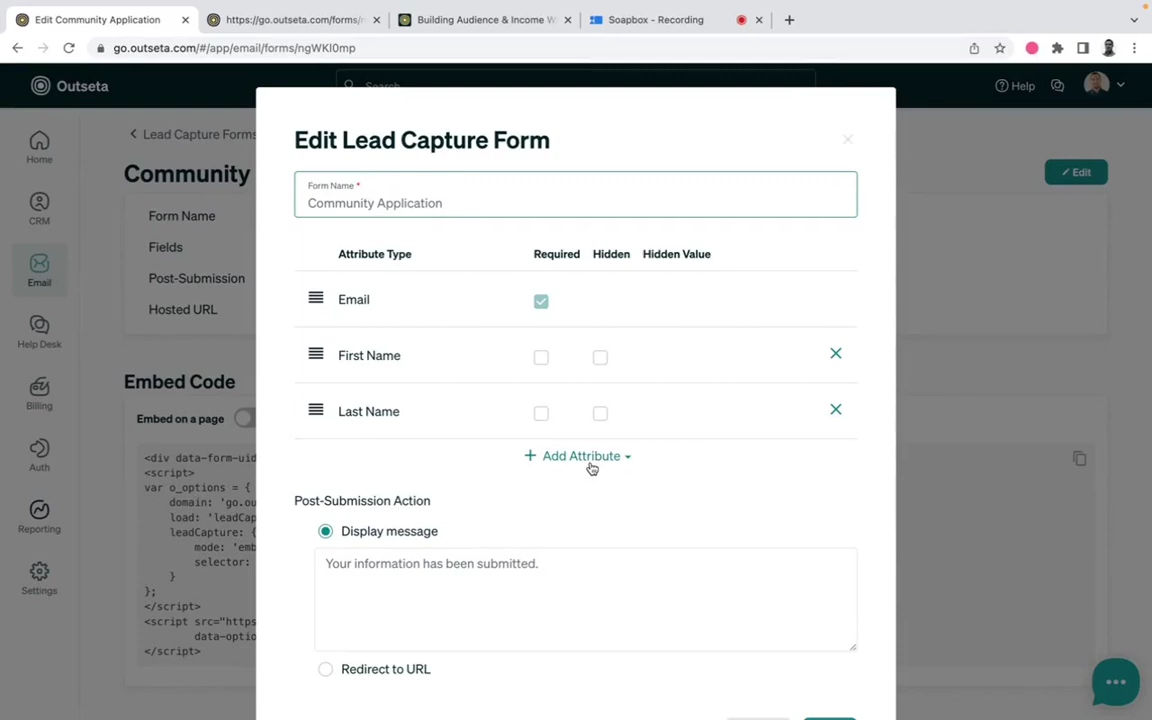 Edit Community Application
https://go.outseta.com/forms/n
Building Audience & Income W
Soapbox - Recording
go.outseta.com/#/app/email/forms/ngWKl0mp
Outseta
Search
Help
Home
CRM
Email
Help Desk
Billing
Auth
Reporting
Settings
Lead Capture Forms
Community
Edit
Form Name
Fields
Post-Submission
Hosted URL
Embed Code
Embed on a page
<div data-form-uid
<script>
var o_options = {
domain: 'go.ou
load: 'leadCap
leadCapture: {
mode: 'emb
selector:
}
};
</script>
<script src="https
data-optio
</script>
Edit Lead Capture Form
Form Name *
Community Application
Attribute Type Required Hidden Hidden Value
Email
First Name
Last Name
+ Add Attribute
Post-Submission Action
Display message
Your information has been submitted.
Redirect to URL